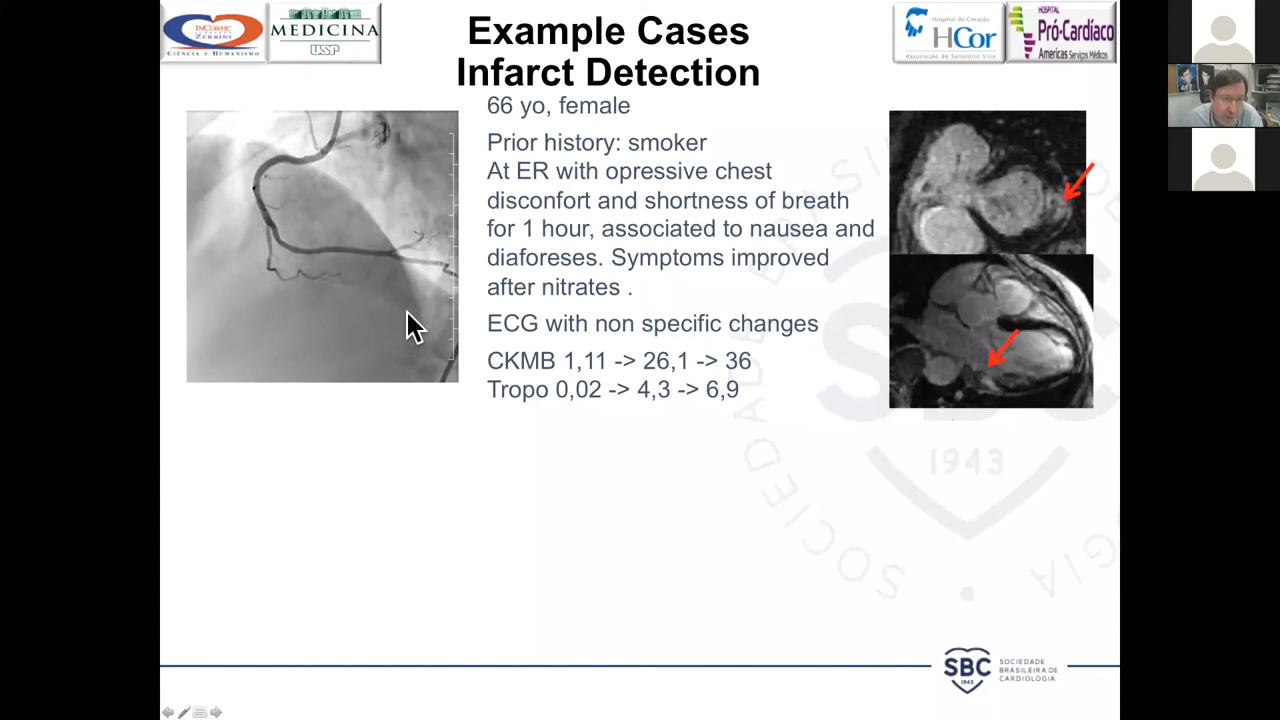 INCORHC
FUNDAÇÃO
ZERBINI
CIÊNCIA E HUMANISMO
MEDICINA
USP
Example Cases
Infarct Detection
Hospital do Coração
HCor
Associação do Sanatório Sírio
HOSPITAL
Pró-Cardíaco
Americas Serviços Médicos
66 yo, female
Prior history: smoker
At ER with opressive chest
disconfort and shortness of breath
for 1 hour, associated to nausea and
diaforeses. Symptoms improved
after nitrates .
ECG with non specific changes
CKMB 1,11 -> 26,1 -> 36
Tropo 0,02 -> 4,3 -> 6,9
1943
SBC
1943
SOCIEDADE
BRASILEIRA DE
CARDIOLOGIA